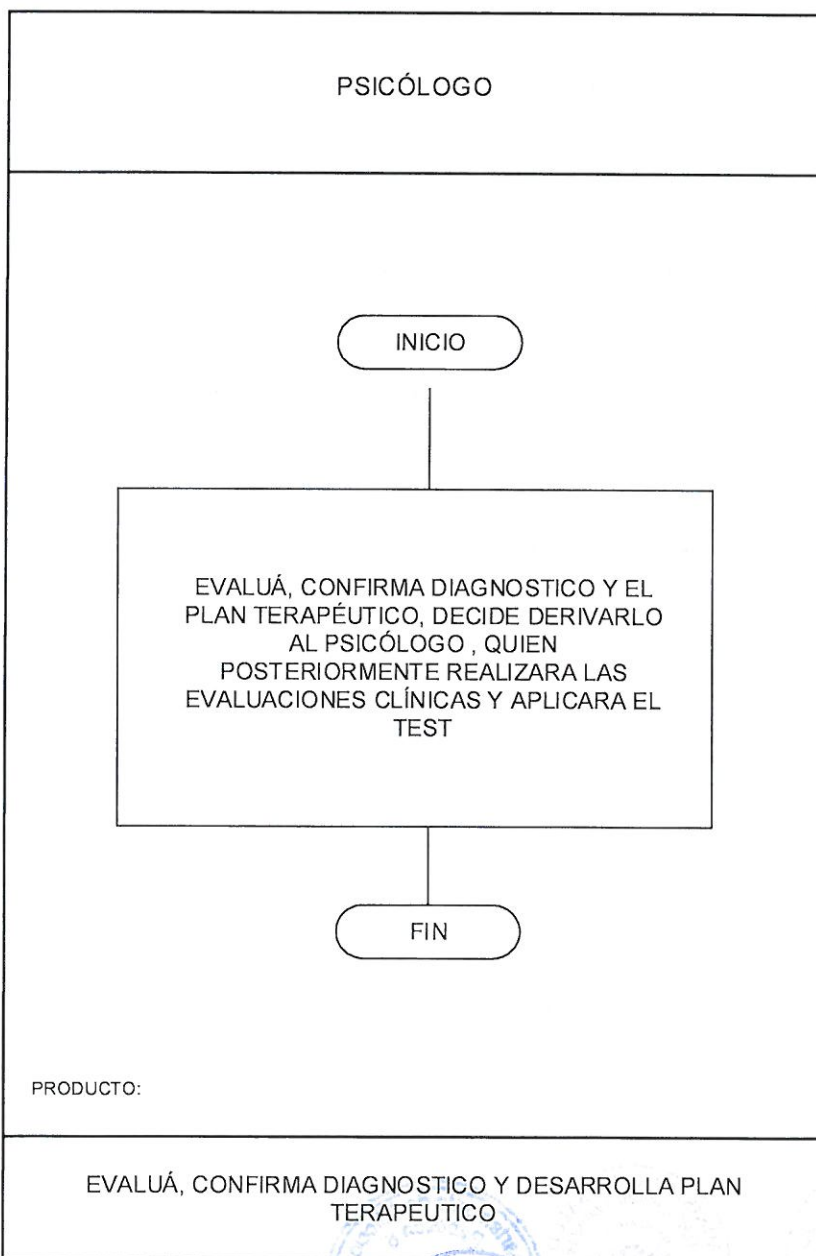 PSICÓLOGO
INICIO
EVALUÁ, CONFIRMA DIAGNOSTICO Y EL
PLAN TERAPÉUTICO, DECIDE DERIVARLO
AL PSICÓLOGO , QUIEN
POSTERIORMENTE REALIZARA LAS
EVALUACIONES CLÍNICAS Y APLICARA EL
TEST
FIN
PRODUCTO:
EVALUÁ, CONFIRMA DIAGNOSTICO Y DESARROLLA PLAN
TERAPEUTICO